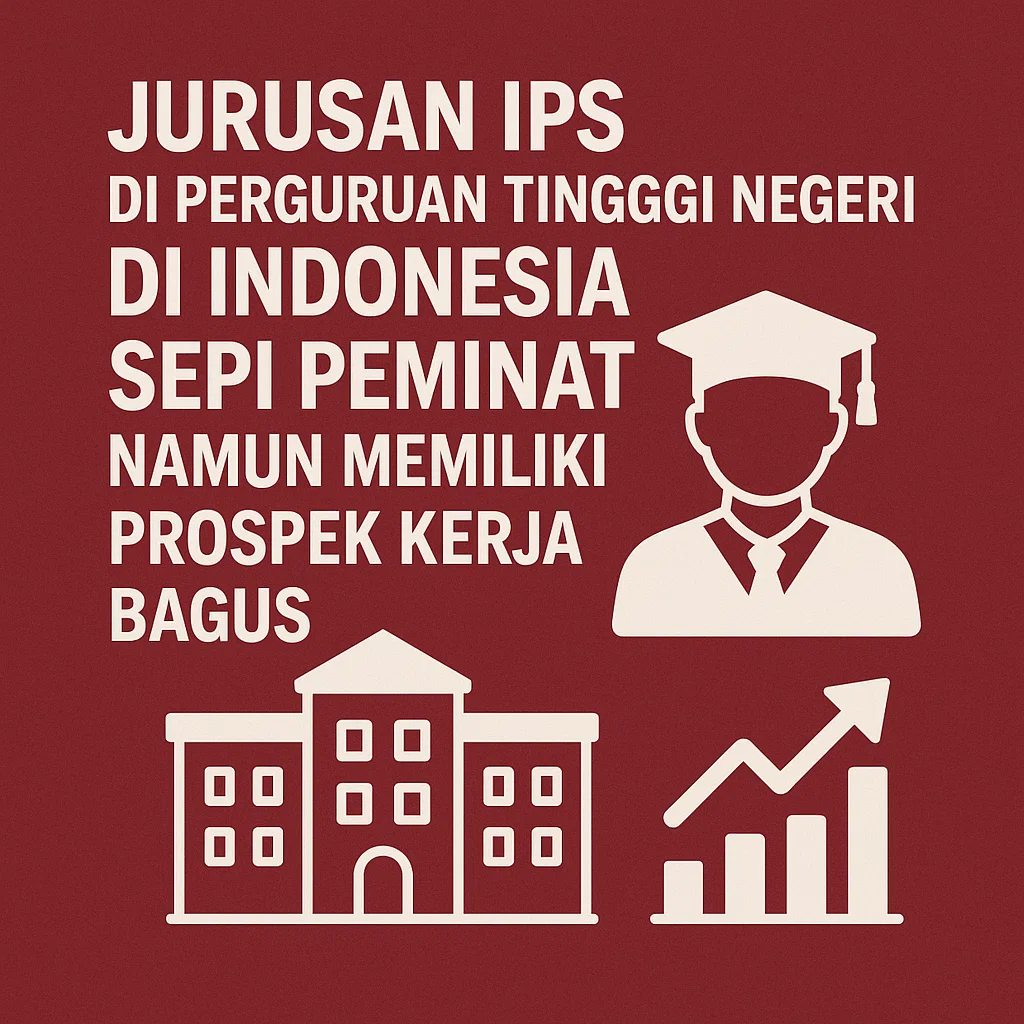 JURUSAN IPS
DI PERGURUAN TINGGGI NEGERI
DI INDONESIA
SEPI PEMINAT
NAMUN MEMILIKI
PROSPEK KERJA
BAGUS